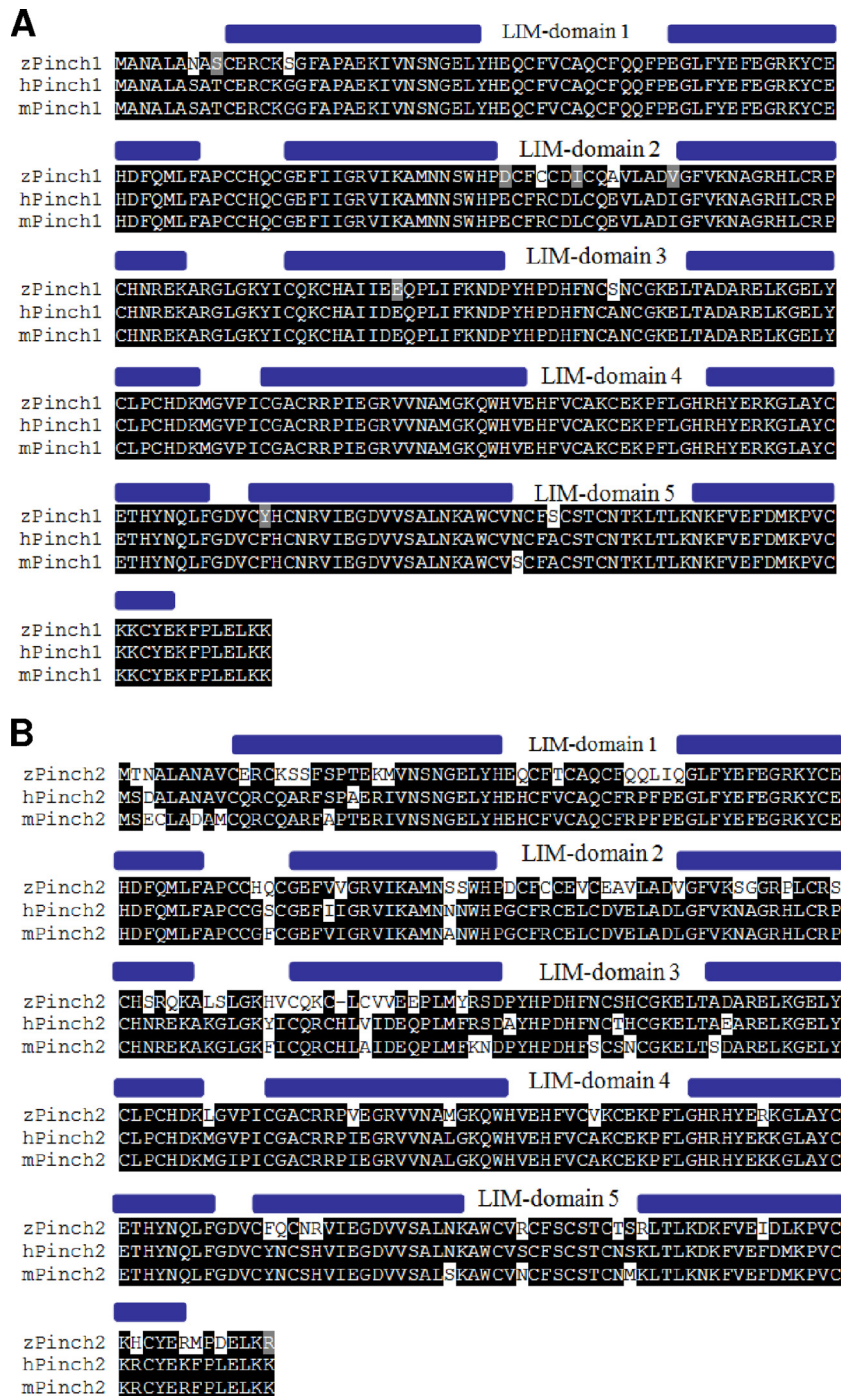 A
LIM-domain 1
zPinch1 MANALANASCERCKSGFAPAEKIVNSNGELYHEQCFVCAQCFQQFPEGLFYEFEGRKYCE
hPinch1 MANALASATCERCKGGFAPAEKIVNSNGELYHEQCFVCAQCFQQFPEGLFYEFEGRKYCE
mPinch1 MANALASATCERCKGGFAPAEKIVNSNGELYHEQCFVCAQCFQQFPEGLFYEFEGRKYCE
LIM-domain 2
zPinch1 HDFQMLFAPCCHQCGEFIIGRVIKAMNNSWHPDCFCCDICQAVLADVGFVKNAGRHLCRP
hPinch1 HDFQMLFAPCCHQCGEFIIGRVIKAMNNSWHPECFRCDLCQEVLADIGFVKNAGRHLCRP
mPinch1 HDFQMLFAPCCHQCGEFIIGRVIKAMNNSWHPECFRCDLCQEVLADIGFVKNAGRHLCRP
LIM-domain 3
zPinch1 CHNREKARGLGKYICQKCHAIIEEQPLIFKNDPYHPDHFNCSNCGKELTADARELKGELY
hPinch1 CHNREKARGLGKYICQKCHAIIDEQPLIFKNDPYHPDHFNCANCGKELTADARELKGELY
mPinch1 CHNREKARGLGKYICQKCHAIIDEQPLIFKNDPYHPDHFNCANCGKELTADARELKGELY
LIM-domain 4
zPinch1 CLPCHDKMGVPICGACRRPIEGRVVNAMGKQWHVEHFVCAKCEKPFLGHRHYERKGLAYC
hPinch1 CLPCHDKMGVPICGACRRPIEGRVVNAMGKQWHVEHFVCAKCEKPFLGHRHYERKGLAYC
mPinch1 CLPCHDKMGVPICGACRRPIEGRVVNAMGKQWHVEHFVCAKCEKPFLGHRHYERKGLAYC
LIM-domain 5
zPinch1 ETHYNQLFGDVCYHCNRVIEGDVVSALNKAWCVNCFSCSTCNTKLTLKNKFVEFDMKPVC
hPinch1 ETHYNQLFGDVCFHCNRVIEGDVVSALNKAWCVNCFACSTCNTKLTLKNKFVEFDMKPVC
mPinch1 ETHYNQLFGDVCFHCNRVIEGDVVSALNKAWCVSCFACSTCNTKLTLKNKFVEFDMKPVC
zPinch1 KKCYEKFPLELKK
hPinch1 KKCYEKFPLELKK
mPinch1 KKCYEKFPLELKK
B
LIM-domain 1
zPinch2 MTNALANAVCERCKSSFSPTEKMVNSNGELYHEQCFTCAQCFQQLIQGLFYEFEGRKYCE
hPinch2 MSDALANAVCQRCQARFSPAERIVNSNGELYHEHCFVCAQCFRPFPEGLFYEFEGRKYCE
mPinch2 MSECLADAMCQRCQARFAPTERIVNSNGELYHEHCFVCAQCFRPFPEGLFYEFEGRKYCE
LIM-domain 2
zPinch2 HDFQMLFAPCCHQCGEFVVGRVIKAMNSSWHPDCFCCEVCEAVLADVGFVKSGGRPLCRS
hPinch2 HDFQMLFAPCCGSCGEFIIGRVIKAMNNNWHPGCFRCELCDVELADLGFVKNAGRHLCRP
mPinch2 HDFQMLFAPCCGFCGEFVIGRVIKAMNANWHPGCFRCELCDVELADLGFVKNAGRHLCRP
LIM-domain 3
zPinch2 CHSRQKALSLGKHVCQKC-LCVVEEPLMYRSDPYHPDHFNCSHCGKELTADARELKGELY
hPinch2 CHNREKAKGLGKYICQRCHLVIDEQPLMFRSDAYHPDHFNCTHCGKELTAEARELKGELY
mPinch2 CHNREKAKGLGKFICQRCHLAIDEQPLMFKNDPYHPDHFSCSNCGKELTSDARELKGELY
LIM-domain 4
zPinch2 CLPCHDKLGVPICGACRRPVEGRVVNAMGKQWHVEHFVCVKCEKPFLGHRHYERKGLAYC
hPinch2 CLPCHDKMGVPICGACRRPIEGRVVNALGKQWHVEHFVCAKCEKPFLGHRHYEKKGLAYC
mPinch2 CLPCHDKMGIPICGACRRPIEGRVVNALGKQWHVEHFVCAKCEKPFLGHRHYEKKGLAYC
LIM-domain 5
zPinch2 ETHYNQLFGDVCFQCNRVIEGDVVSALNKAWCVRCFSCSTCTSRLTLKDKFVEIDLKPVC
hPinch2 ETHYNQLFGDVCYNCSHVIEGDVVSALNKAWCVSCFSCSTCNSKLTLKDKFVEFDMKPVC
mPinch2 ETHYNQLFGDVCYNCSHVIEGDVVSALSKAWCVNCFSCSTCNMKLTLKNKFVEFDMKPVC
zPinch2 KHCYERMPDELKR
hPinch2 KRCYEKFPLELKK
mPinch2 KRCYERFPLELKK